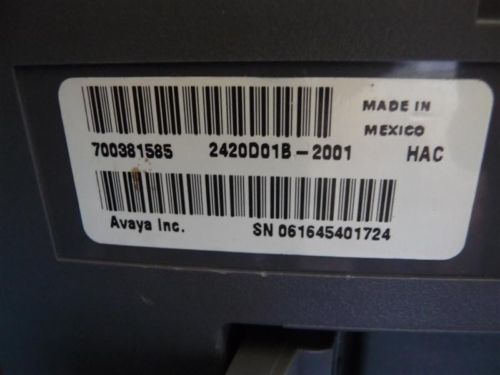 MADE IN
MEXICO
700381585 2420D01B-2001 HAC
Avaya Inc. SN 061645401724